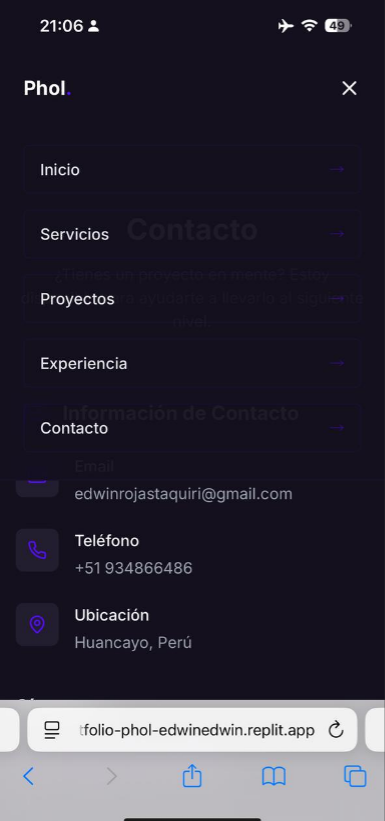 21:06
49
Phol.
Inicio →
Servicios →
Contacto
¿Tienes un proyecto en mente? Estoy
Proyectos →
para ayudarte a llevarlo al siguiente
nivel.
Experiencia →
Información de Contacto
Contacto →
Email
edwinrojastaquiri@gmail.com
Teléfono
+51 934866486
Ubicación
Huancayo, Perú
tfolio-phol-edwinedwin.replit.app